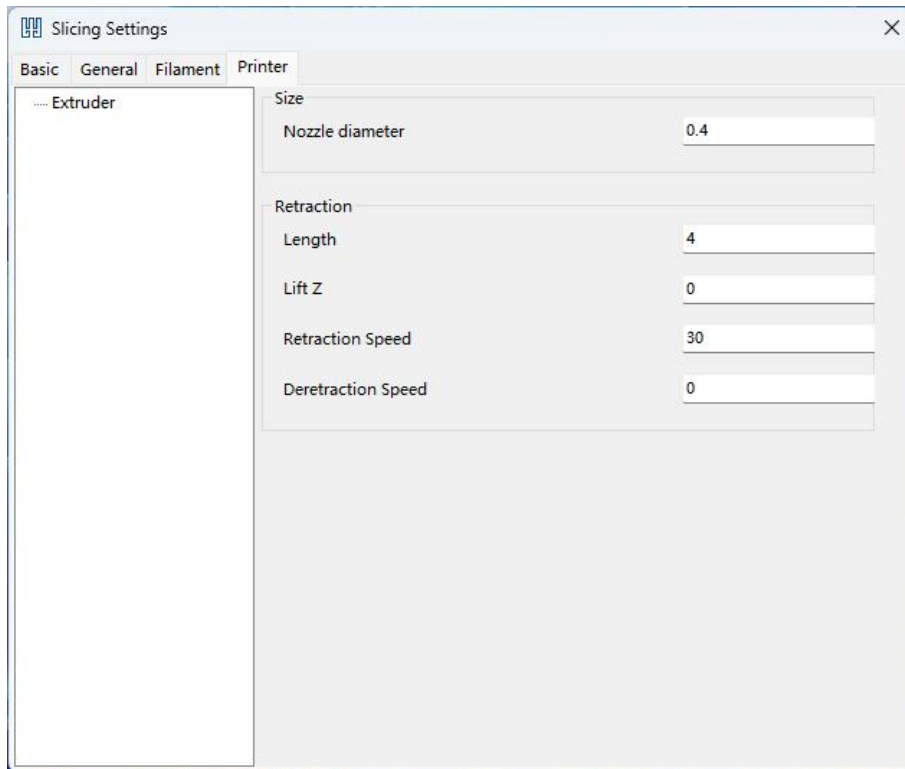 Slicing Settings
Basic General Filament Printer
Extruder
Size
Nozzle diameter 0.4
Retraction
Length 4
Lift Z 0
Retraction Speed 30
Deretraction Speed 0